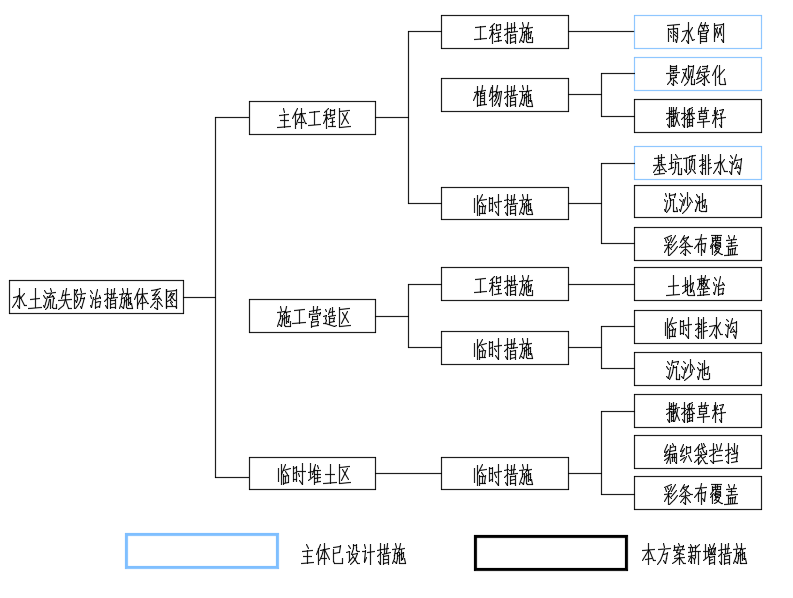 水土流失防治措施体系图
主体工程区
工程措施
雨水管网
植物措施
景观绿化
撒播草籽
临时措施
基坑顶排水沟
沉沙池
彩条布覆盖
施工营造区
工程措施
土地整治
临时措施
临时排水沟
沉沙池
临时堆土区
临时措施
撒播草籽
编织袋拦挡
彩条布覆盖
主体已设计措施
本方案新增措施